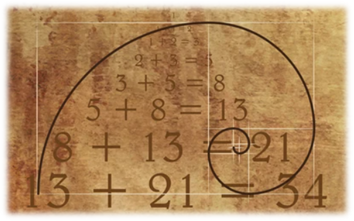 1 + 2 = 3
2 + 3 = 5
3 + 5 = 8
5 + 8 = 13
8 + 13 = 21
13 + 21 = 34